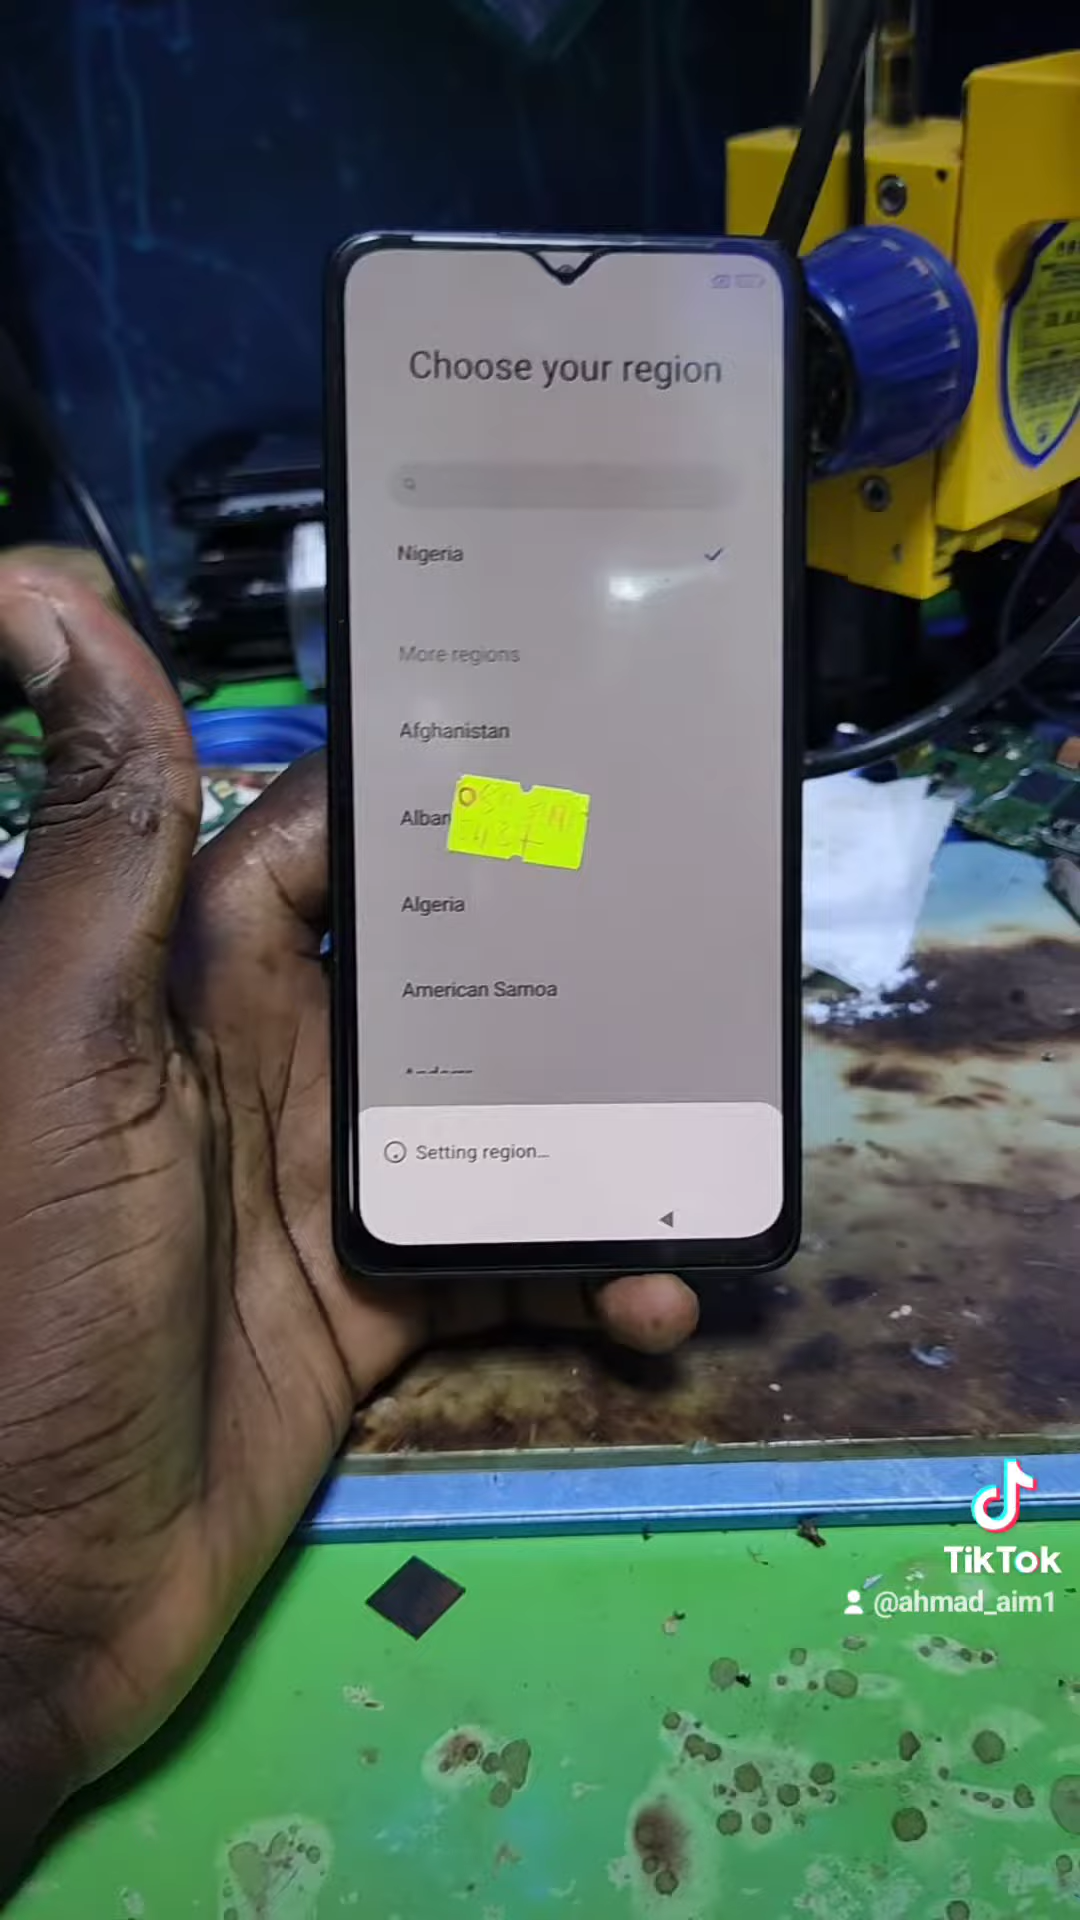 Choose your region
Nigeria
More regions
Afghanistan
Alban
Algeria
American Samoa
Setting region...
TikTok
@ahmad_aim1